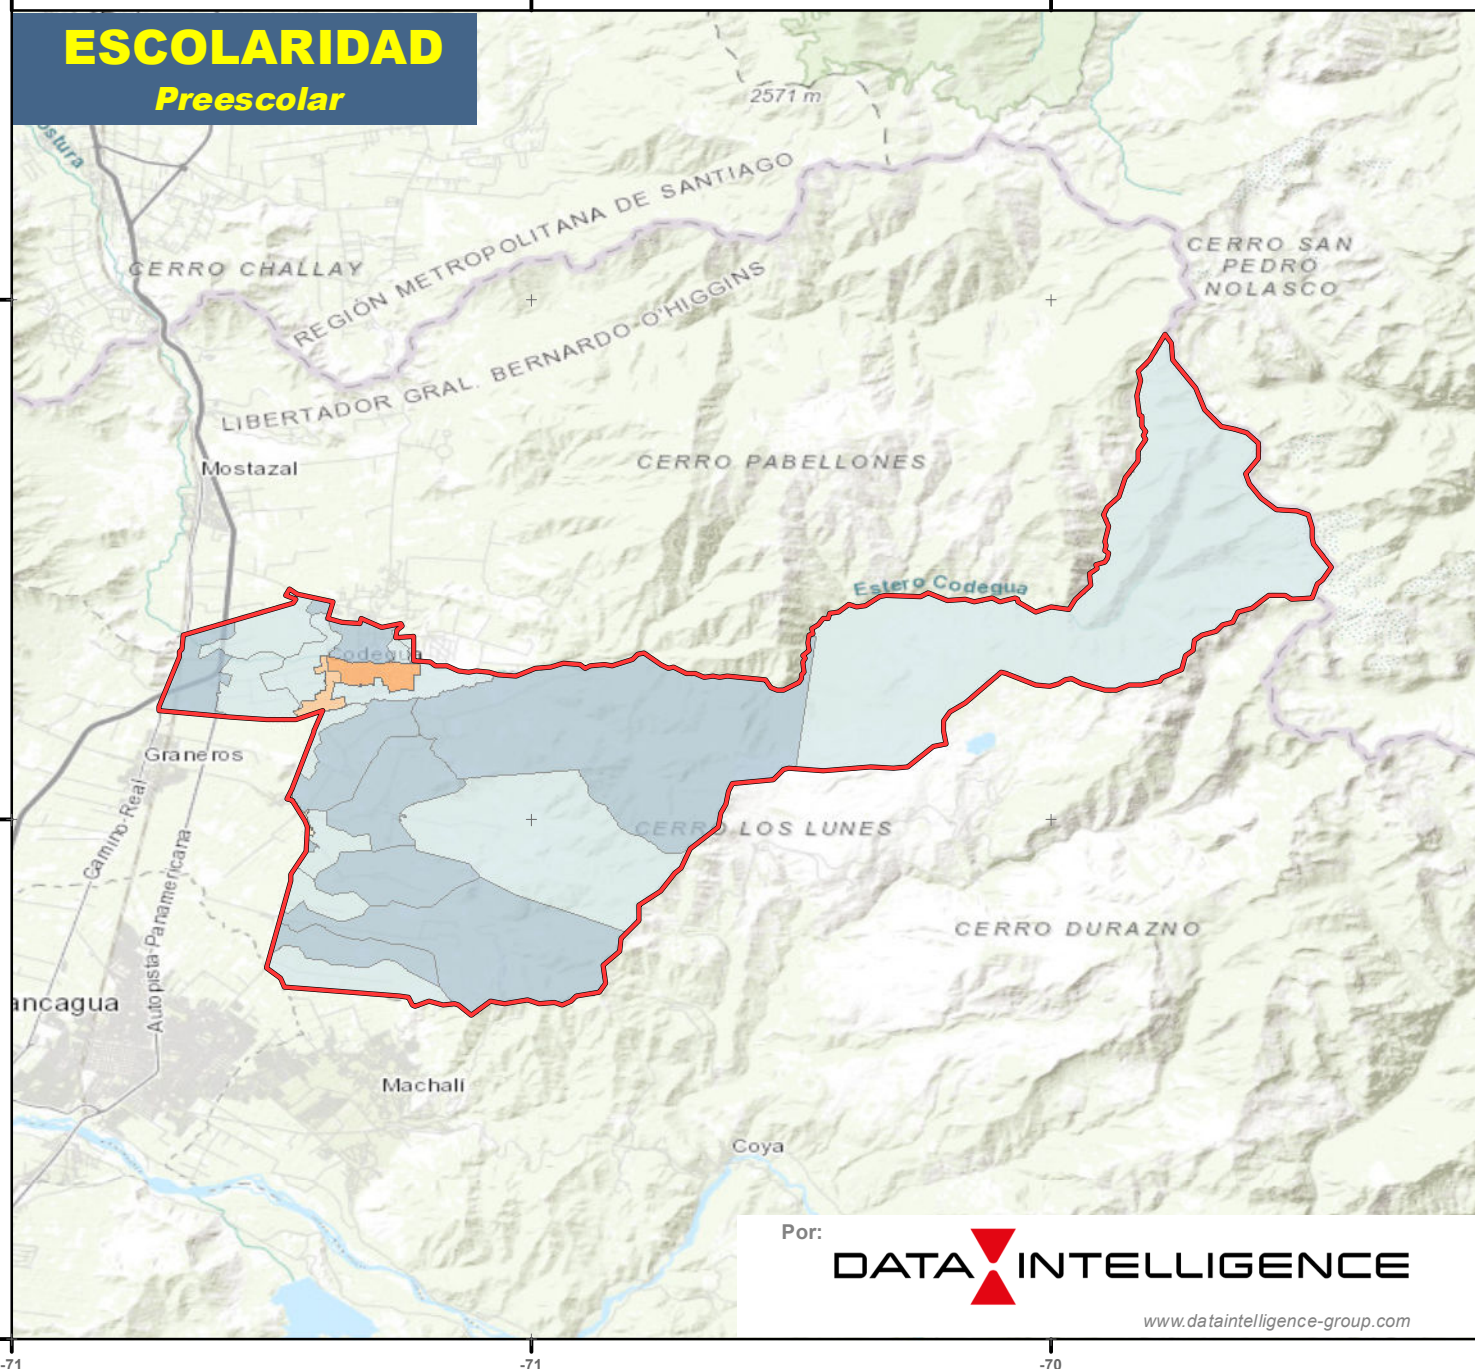 ESCOLARIDAD
Preescolar
ostura
2571 m
REGIÓN METROPOLITANA DE SANTIAGO
CERRO CHALLAY
CERRO SAN
PEDRO
NOLASCO
LIBERTADOR GRAL. BERNARDO O'HIGGINS
Mostazal
CERRO PABELLONES
Estero Codegua
Codegua
Graneros
Camino Real
CERRO LOS LUNES
Autopista Panamericana
CERRO DURAZNO
ancagua
Machalí
Coya
Por:
DATA INTELLIGENCE
www.dataintelligence-group.com
-71
-71
-70